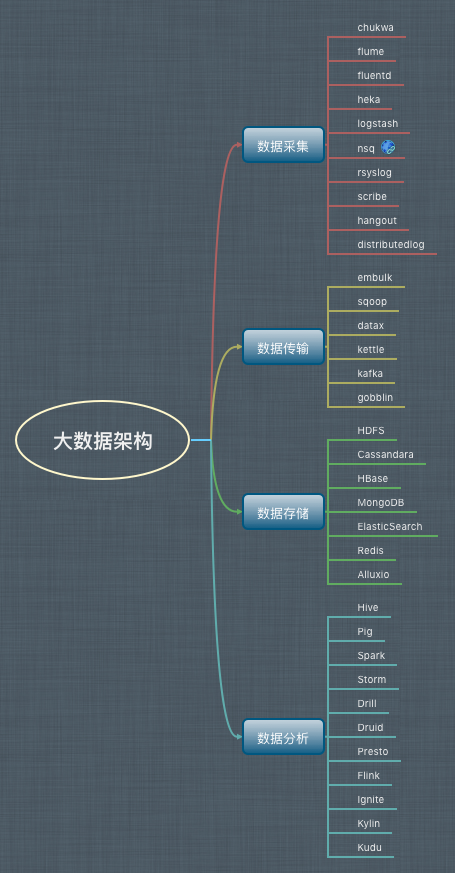 大数据架构
数据采集
chukwa
flume
fluentd
heka
logstash
nsq
rsyslog
scribe
hangout
distributedlog
数据传输
embulk
sqoop
datax
kettle
kafka
gobblin
数据存储
HDFS
Cassandara
HBase
MongoDB
ElasticSearch
Redis
Alluxio
数据分析
Hive
Pig
Spark
Storm
Drill
Druid
Presto
Flink
Ignite
Kylin
Kudu